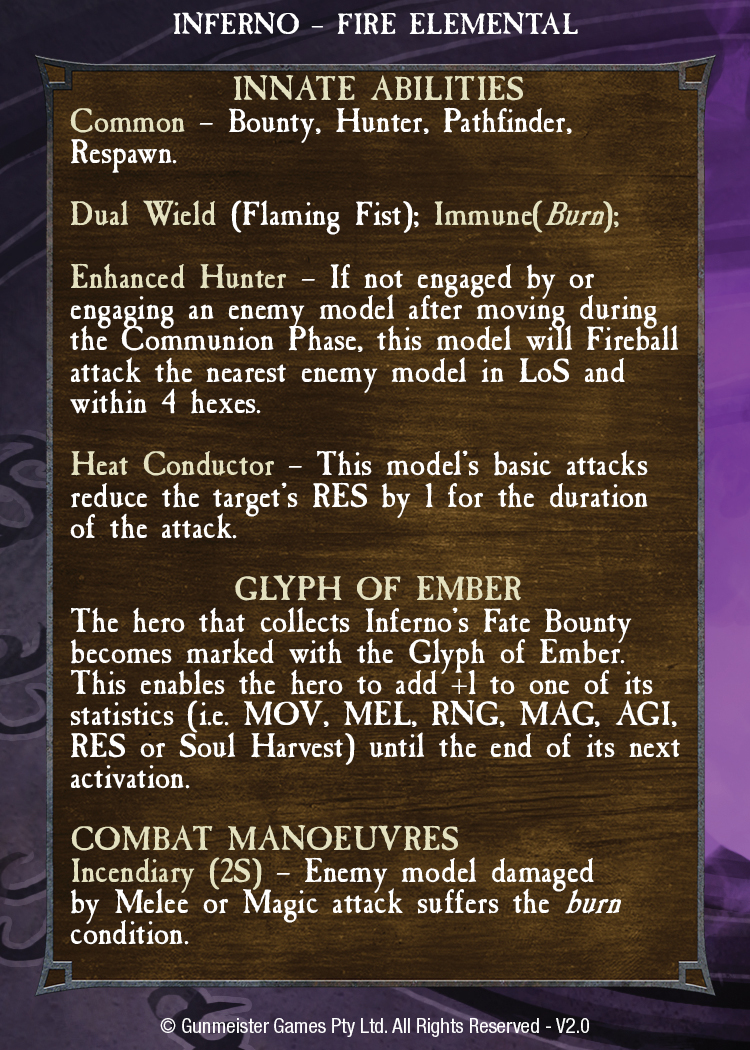 INFERNO – FIRE ELEMENTAL
INNATE ABILITIES
Common – Bounty, Hunter, Pathfinder,
Respawn.
Dual Wield (Flaming Fist); Immune(Burn);
Enhanced Hunter – If not engaged by or
engaging an enemy model after moving during
the Communion Phase, this model will Fireball
attack the nearest enemy model in LoS and
within 4 hexes.
Heat Conductor – This model's basic attacks
reduce the target's RES by 1 for the duration
of the attack.
GLYPH OF EMBER
The hero that collects Inferno's Fate Bounty
becomes marked with the Glyph of Ember.
This enables the hero to add +1 to one of its
statistics (i.e. MOV, MEL, RNG, MAG, AGI,
RES or Soul Harvest) until the end of its next
activation.
COMBAT MANOEUVRES
Incendiary (2S) – Enemy model damaged
by Melee or Magic attack suffers the burn
condition.
© Gunmeister Games Pty Ltd. All Rights Reserved - V2.0